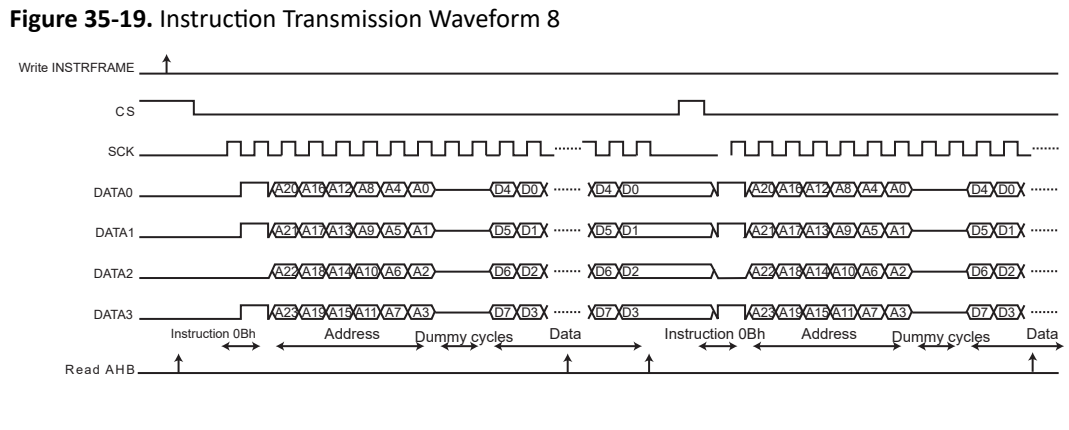 Figure 35-19. Instruction Transmission Waveform 8
Write INSTRFRAME
CS
SCK
DATA0 A20 A16 A12 A8 A4 A0 D4 D0 D4 D0 A20 A16 A12 A8 A4 A0 D4 D0
DATA1 A21 A17 A13 A9 A5 A1 D5 D1 D5 D1 A21 A17 A13 A9 A5 A1 D5 D1
DATA2 A22 A18 A14 A10 A6 A2 D6 D2 D6 D2 A22 A18 A14 A10 A6 A2 D6 D2
DATA3 A23 A19 A15 A11 A7 A3 D7 D3 D7 D3 A23 A19 A15 A11 A7 A3 D7 D3
Instruction 0Bh Address Dummy cycles Data Instruction 0Bh Address Dummy cycles Data
Read AHB